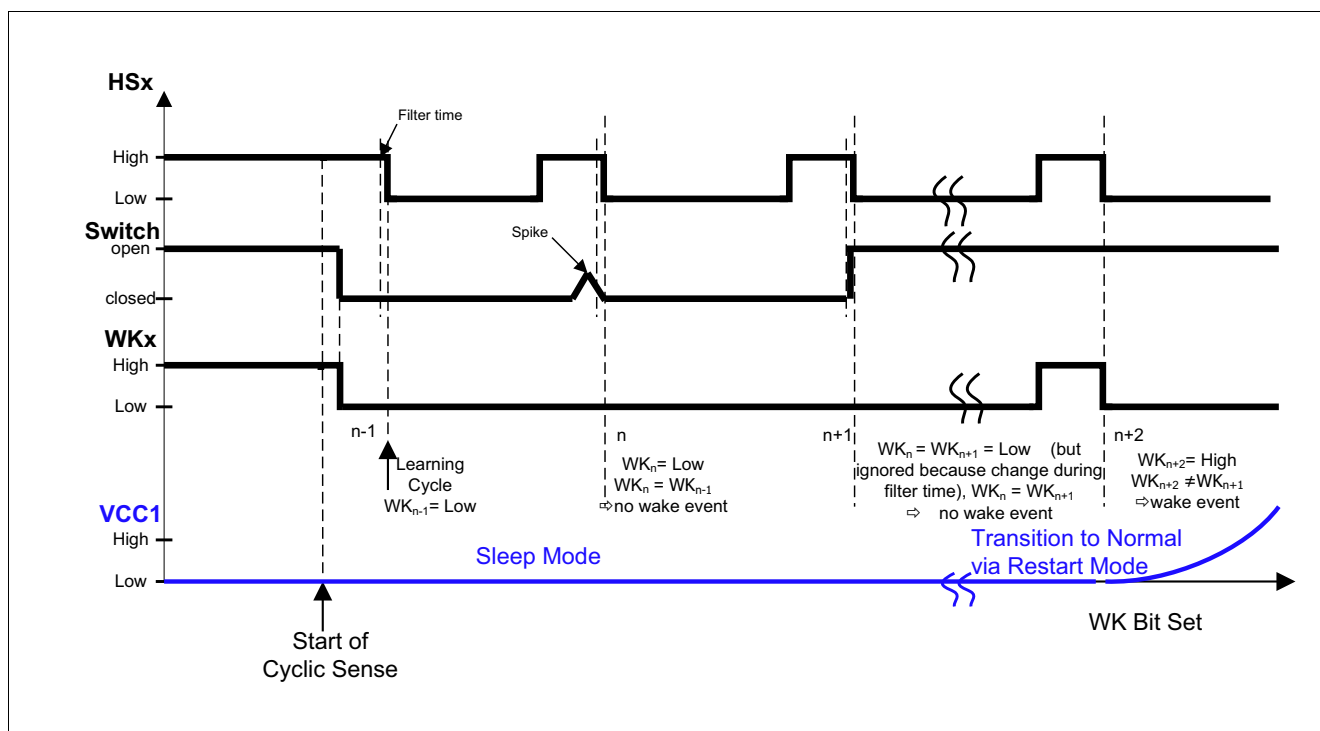 HSx
Filter time
High
Low
Switch
open
Spike
closed
WKx
High
Low
n-1
n
n+1
n+2
Learning
Cycle
WKn-1= Low
WKn= Low
WKn = WKn-1
⇨no wake event
WKn = WKn+1 = Low (but
ignored because change during
filter time), WKn = WKn+1
⇨ no wake event
WKn+2= High
WKn+2 ≠WKn+1
⇨wake event
VCC1
High
Low
Sleep Mode
Transition to Normal
via Restart Mode
Start of
Cyclic Sense
WK Bit Set